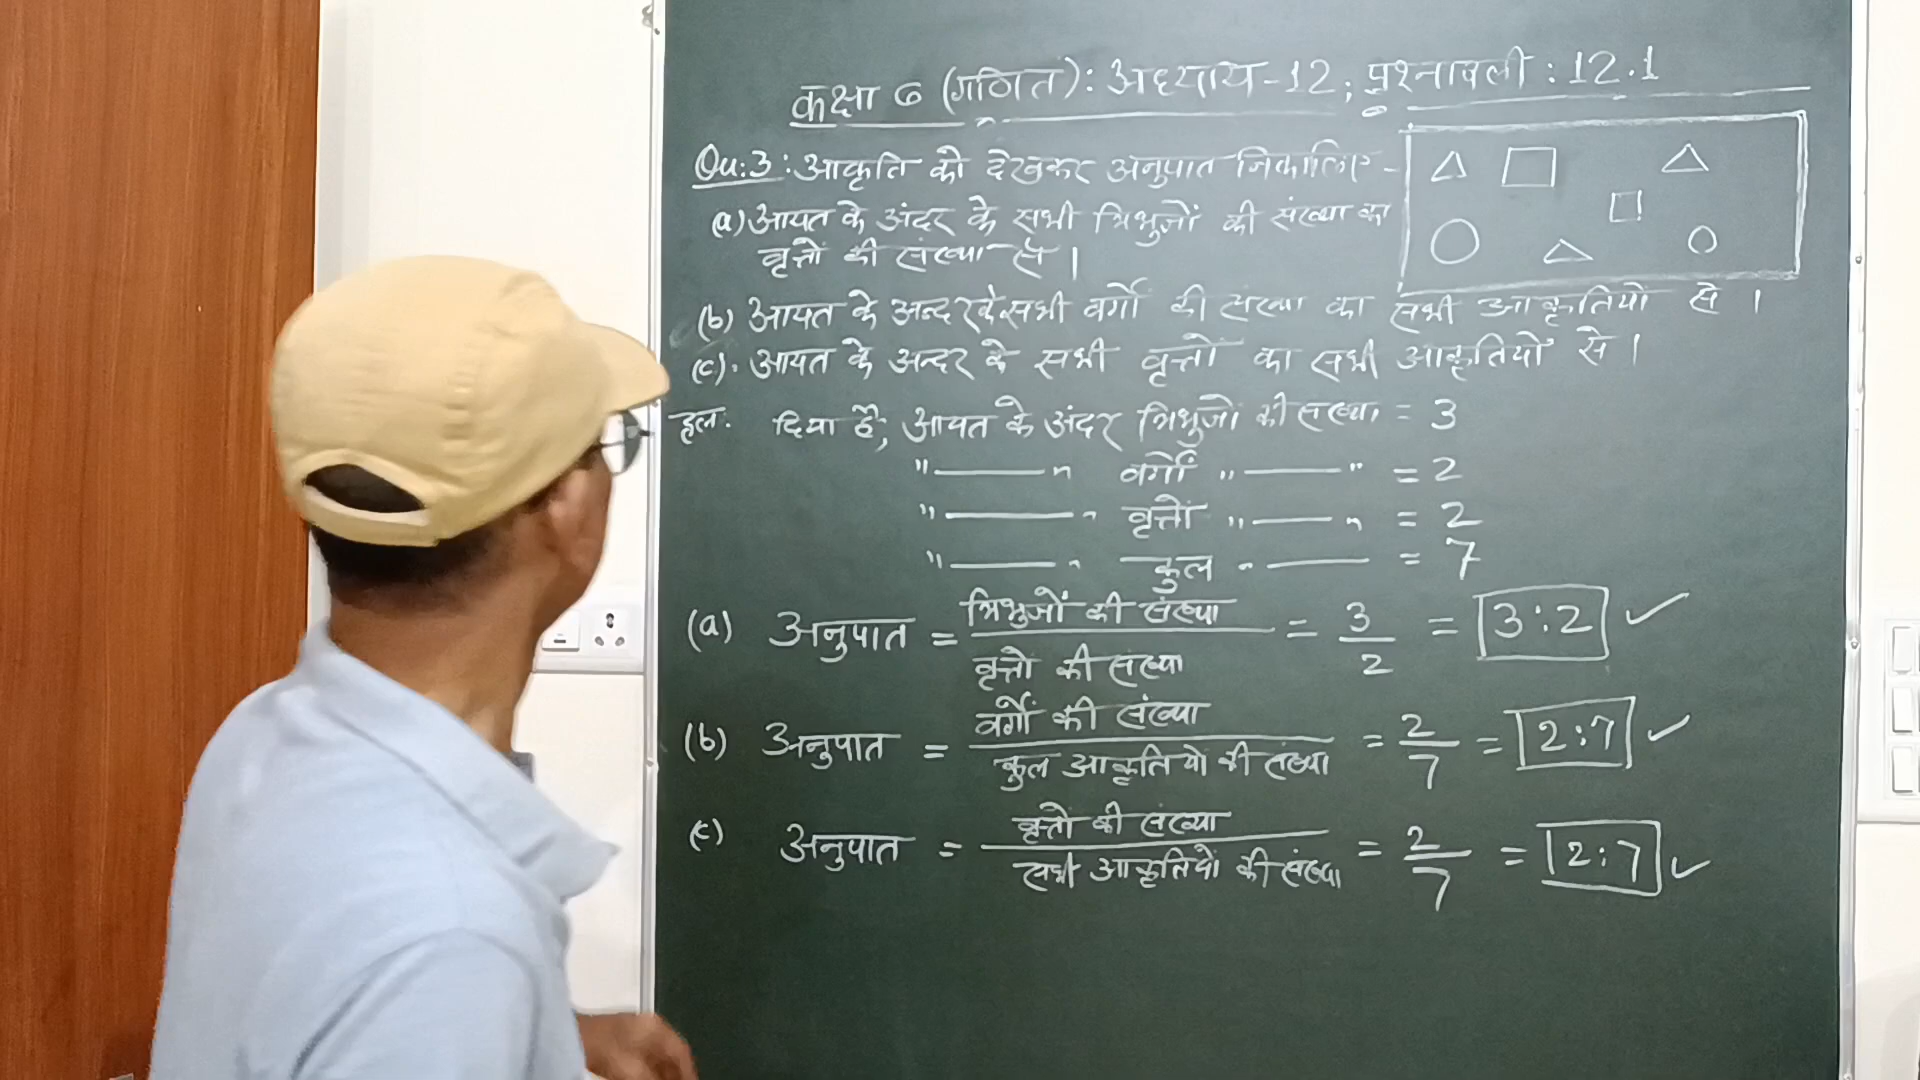 कक्षा 6 (गणित): अध्याय-12; प्रश्नावली: 12.1
Qu:3: आकृति को देखकर अनुपात निकालिए-
(a) आयत के अंदर के सभी त्रिभुजों की संख्या का
वृत्तों की संख्या से।
(b) आयत के अन्दर के सभी वर्गों की संख्या का सभी आकृतियों से।
(c). आयत के अन्दर के सभी वृत्तों का सभी आकृतियों से।
हल. दिया है, आयत के अंदर त्रिभुजों की संख्या = 3
"———" वर्गों "———" = 2
"———" वृत्तों "———" = 2
"———" कुल "——— = 7
(a) अनुपात = त्रिभुजों की संख्या / वृत्तों की संख्या = 3/2 = 3:2 ✓
(b) अनुपात = वर्गों की संख्या / कुल आकृतियों की संख्या = 2/7 = 2:7 ✓
(c) अनुपात = वृत्तों की संख्या / सभी आकृतियों की संख्या = 2/7 = 2:7 ✓